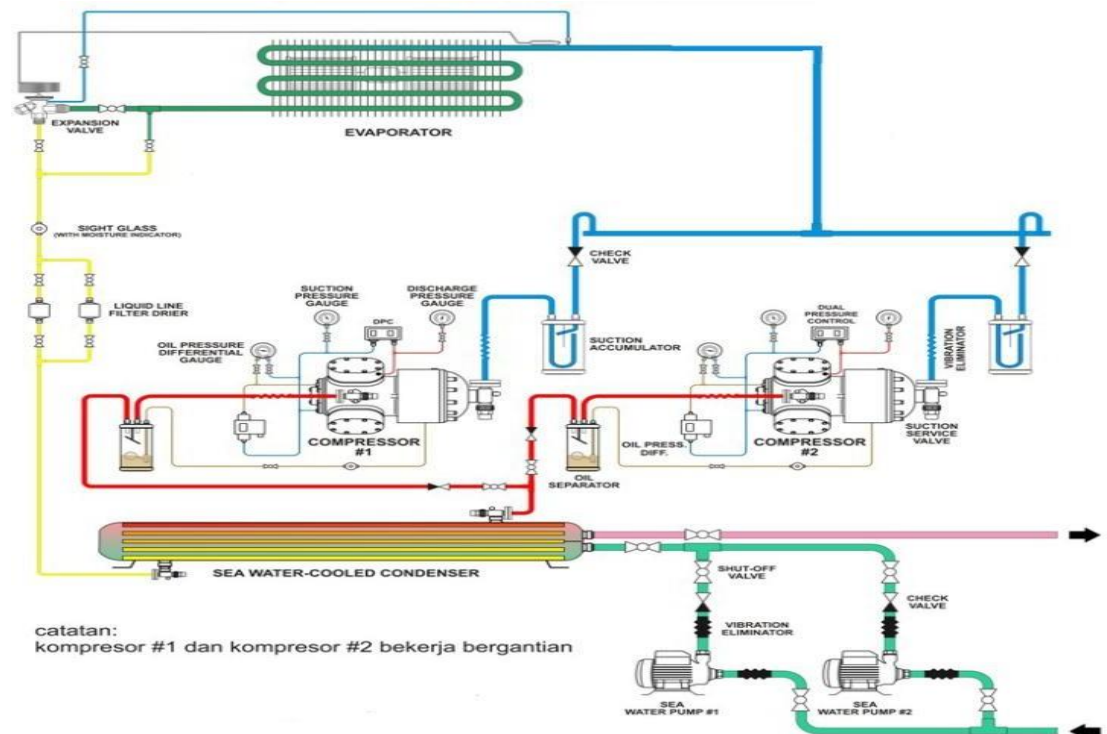 EXPANSION
VALVE
EVAPORATOR
SIGHT GLASS
(WITH MOISTURE INDICATOR)
CHECK
VALVE
LIQUID LINE
FILTER DRIER
SUCTION
PRESSURE
GAUGE
DISCHARGE
PRESSURE
GAUGE
DPC
OIL PRESSURE
DIFFERENTIAL
GAUGE
SUCTION
ACCUMULATOR
DUAL
PRESSURE
CONTROL
VIBRATION
ELIMINATOR
COMPRESSOR
#1
OIL PRESS.
DIFF.
COMPRESSOR
#2
SUCTION
SERVICE
VALVE
OIL
SEPARATOR
SEA WATER-COOLED CONDENSER
SHUT-OFF
VALVE
CHECK
VALVE
VIBRATION
ELIMINATOR
catatan:
kompresor #1 dan kompresor #2 bekerja bergantian
SEA
WATER PUMP #1
SEA
WATER PUMP #2